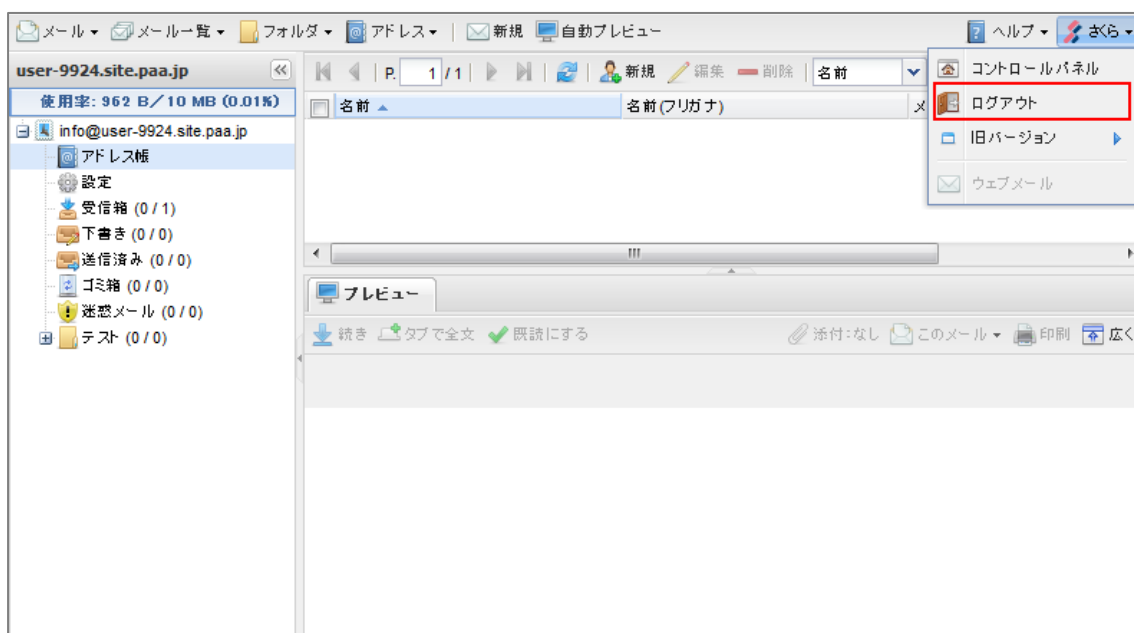 メール メール一覧 フォルダ アドレス | 新規 自動プレビュー ヘルプ さくら
user-9924.site.paa.jp
P. 1 / 1 | 新規 編集 削除 | 名前
使用率: 962 B／10 MB (0.01%)
名前 名前(フリガナ) メ
info@user-9924.site.paa.jp
アドレス帳
設定
受信箱 (0 / 1)
下書き (0 / 0)
送信済み (0 / 0)
ゴミ箱 (0 / 0)
迷惑メール (0 / 0)
テスト (0 / 0)
コントロールパネル
ログアウト
旧バージョン
ウェブメール
プレビュー
続き タブで全文 既読にする 添付:なし このメール 印刷 広く